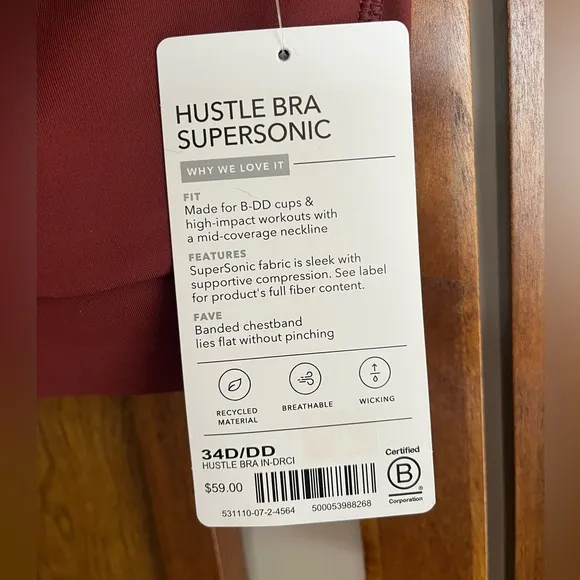 HUSTLE BRA
SUPERSONIC
WHY WE LOVE IT
FIT
Made for B-DD cups &
high-impact workouts with
a mid-coverage neckline
FEATURES
SuperSonic fabric is sleek with
supportive compression. See label
for product's full fiber content.
FAVE
Banded chestband
lies flat without pinching
RECYCLED
MATERIAL
BREATHABLE
WICKING
34D/DD
HUSTLE BRA IN-DRCI
$59.00
531110-07-2-4564 500053988268
Certified
B
®
Corporation